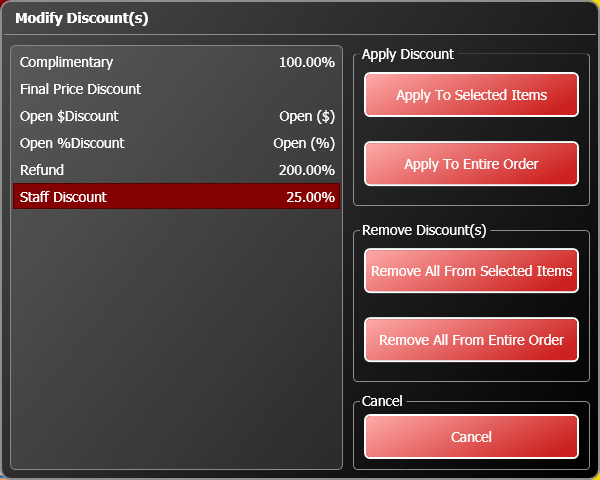 Modify Discount(s)
Complimentary 100.00%
Final Price Discount
Open $Discount Open ($)
Open %Discount Open (%)
Refund 200.00%
Staff Discount 25.00%
Apply Discount
Apply To Selected Items
Apply To Entire Order
Remove Discount(s)
Remove All From Selected Items
Remove All From Entire Order
Cancel
Cancel